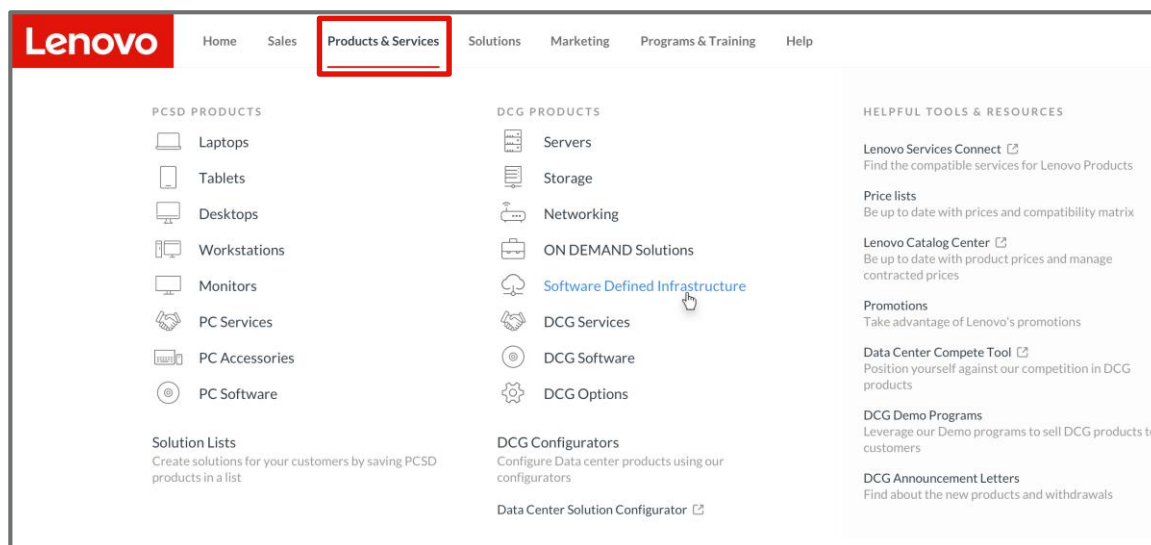 Lenovo
Home Sales Products & Services Solutions Marketing Programs & Training Help
PCSD PRODUCTS
Laptops
Tablets
Desktops
Workstations
Monitors
PC Services
PC Accessories
PC Software
Solution Lists
Create solutions for your customers by saving PCSD
products in a list
DCG PRODUCTS
Servers
Storage
Networking
ON DEMAND Solutions
Software Defined Infrastructure
DCG Services
DCG Software
DCG Options
DCG Configurators
Configure Data center products using our
configurators
Data Center Solution Configurator
HELPFUL TOOLS & RESOURCES
Lenovo Services Connect
Find the compatible services for Lenovo Products
Price lists
Be up to date with prices and compatibility matrix
Lenovo Catalog Center
Be up to date with product prices and manage
contracted prices
Promotions
Take advantage of Lenovo's promotions
Data Center Compete Tool
Position yourself against our competition in DCG
products
DCG Demo Programs
Leverage our Demo programs to sell DCG products to
customers
DCG Announcement Letters
Find about the new products and withdrawals